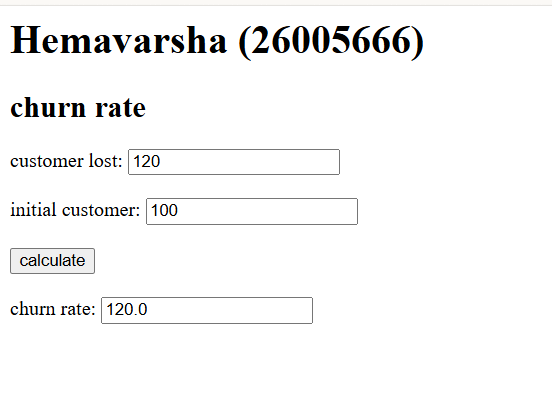 Hemavarsha (26005666)
churn rate
customer lost: 120
initial customer: 100
calculate
churn rate: 120.0